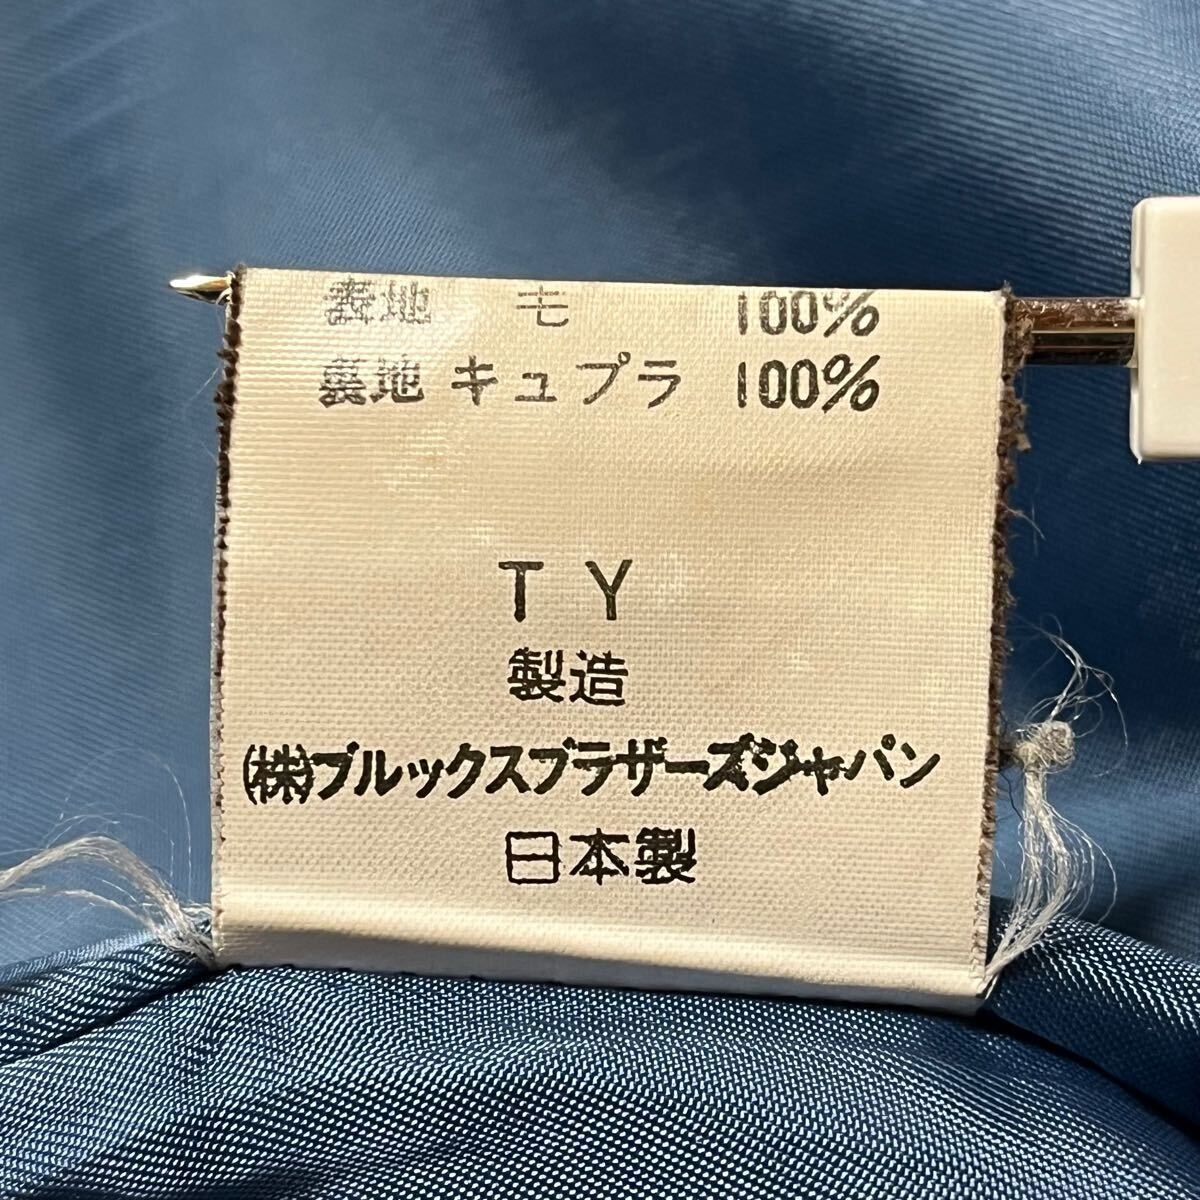 表地 毛 100%
裏地 キュプラ 100%
T Y
製造
㈱ブルックスブラザーズジャパン
日本製